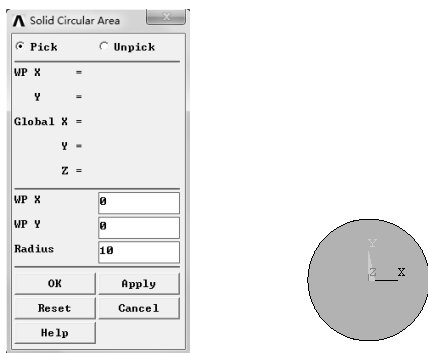 Solid Circular Area
Pick Unpick
WP X =
Y =
Global X =
Y =
Z =
WP X 0
WP Y 0
Radius 10
OK Apply
Reset Cancel
Help
Y
Z X